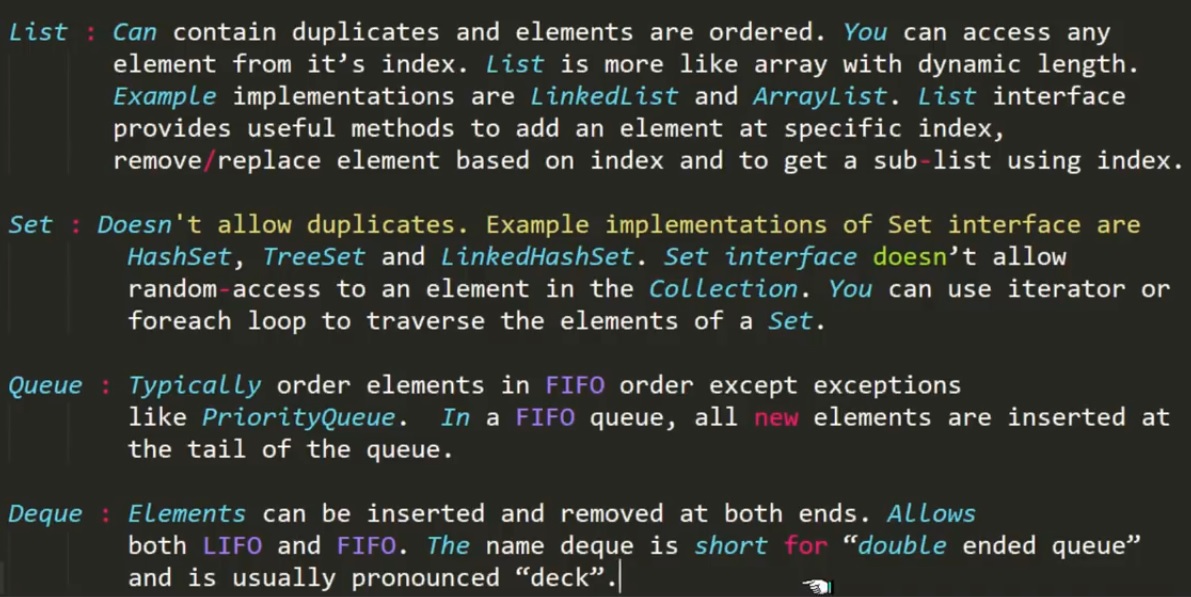 List : Can contain duplicates and elements are ordered. You can access any
element from it’s index. List is more like array with dynamic length.
Example implementations are LinkedList and ArrayList. List interface
provides useful methods to add an element at specific index,
remove/replace element based on index and to get a sub-list using index.
Set : Doesn't allow duplicates. Example implementations of Set interface are
HashSet, TreeSet and LinkedHashSet. Set interface doesn’t allow
random-access to an element in the Collection. You can use iterator or
foreach loop to traverse the elements of a Set.
Queue : Typically order elements in FIFO order except exceptions
like PriorityQueue.  In a FIFO queue, all new elements are inserted at
the tail of the queue.
Deque : Elements can be inserted and removed at both ends. Allows
both LIFO and FIFO. The name deque is short for “double ended queue”
and is usually pronounced “deck”.